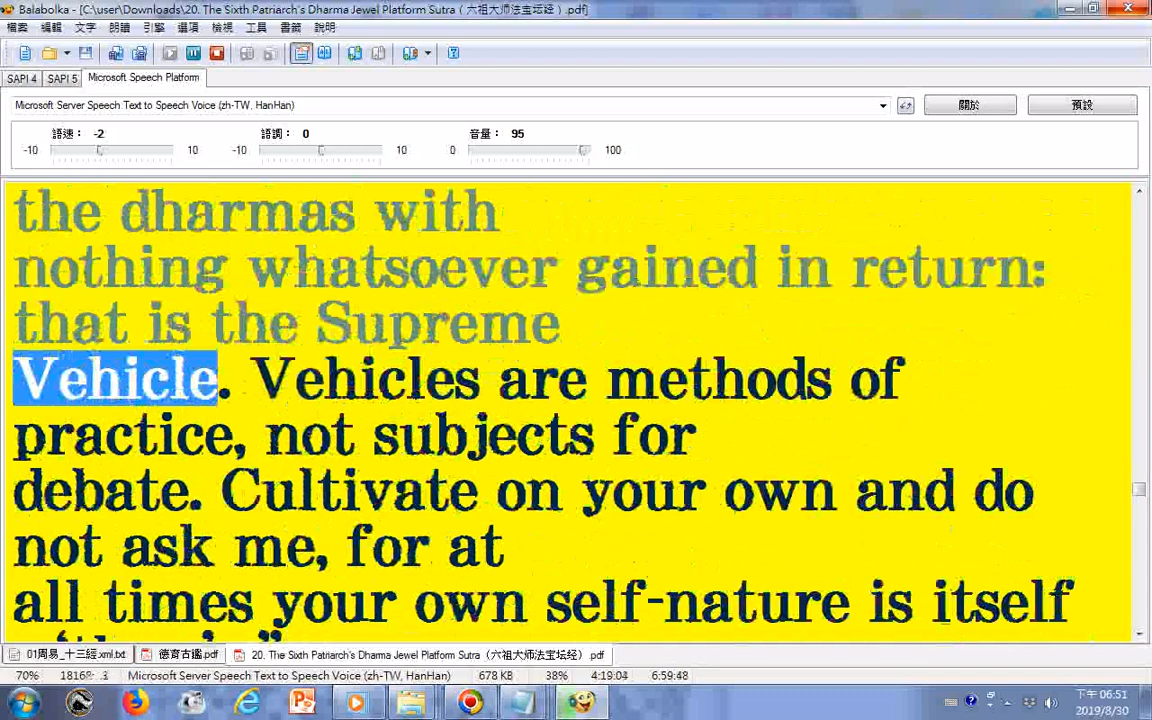 Balabolka - [C:\user\Downloads\20. The Sixth Patriarch's Dharma Jewel Platform Sutra（六祖大师法宝坛经）.pdf]
檔案 編輯 文字 朗讀 引擎 選項 檢視 工具 書籤 說明
SAPI 4 SAPI 5 Microsoft Speech Platform
Microsoft Server Speech Text to Speech Voice (zh-TW, HanHan) 關於 預設
語速： -2 語調： 0 音量： 95
-10 10 -10 10 0 100
the dharmas with
nothing whatsoever gained in return:
that is the Supreme
Vehicle. Vehicles are methods of
practice, not subjects for
debate. Cultivate on your own and do
not ask me, for at
all times your own self-nature is itself
01周易_十三經.xml.txt 德育古鑑.pdf 20. The Sixth Patriarch's Dharma Jewel Platform Sutra（六祖大师法宝坛经）.pdf
70% Microsoft Server Speech Text to Speech Voice (zh-TW, HanHan) 678 KB 38% 4:19:04 6:59:48
下午 06:51
2019/8/30